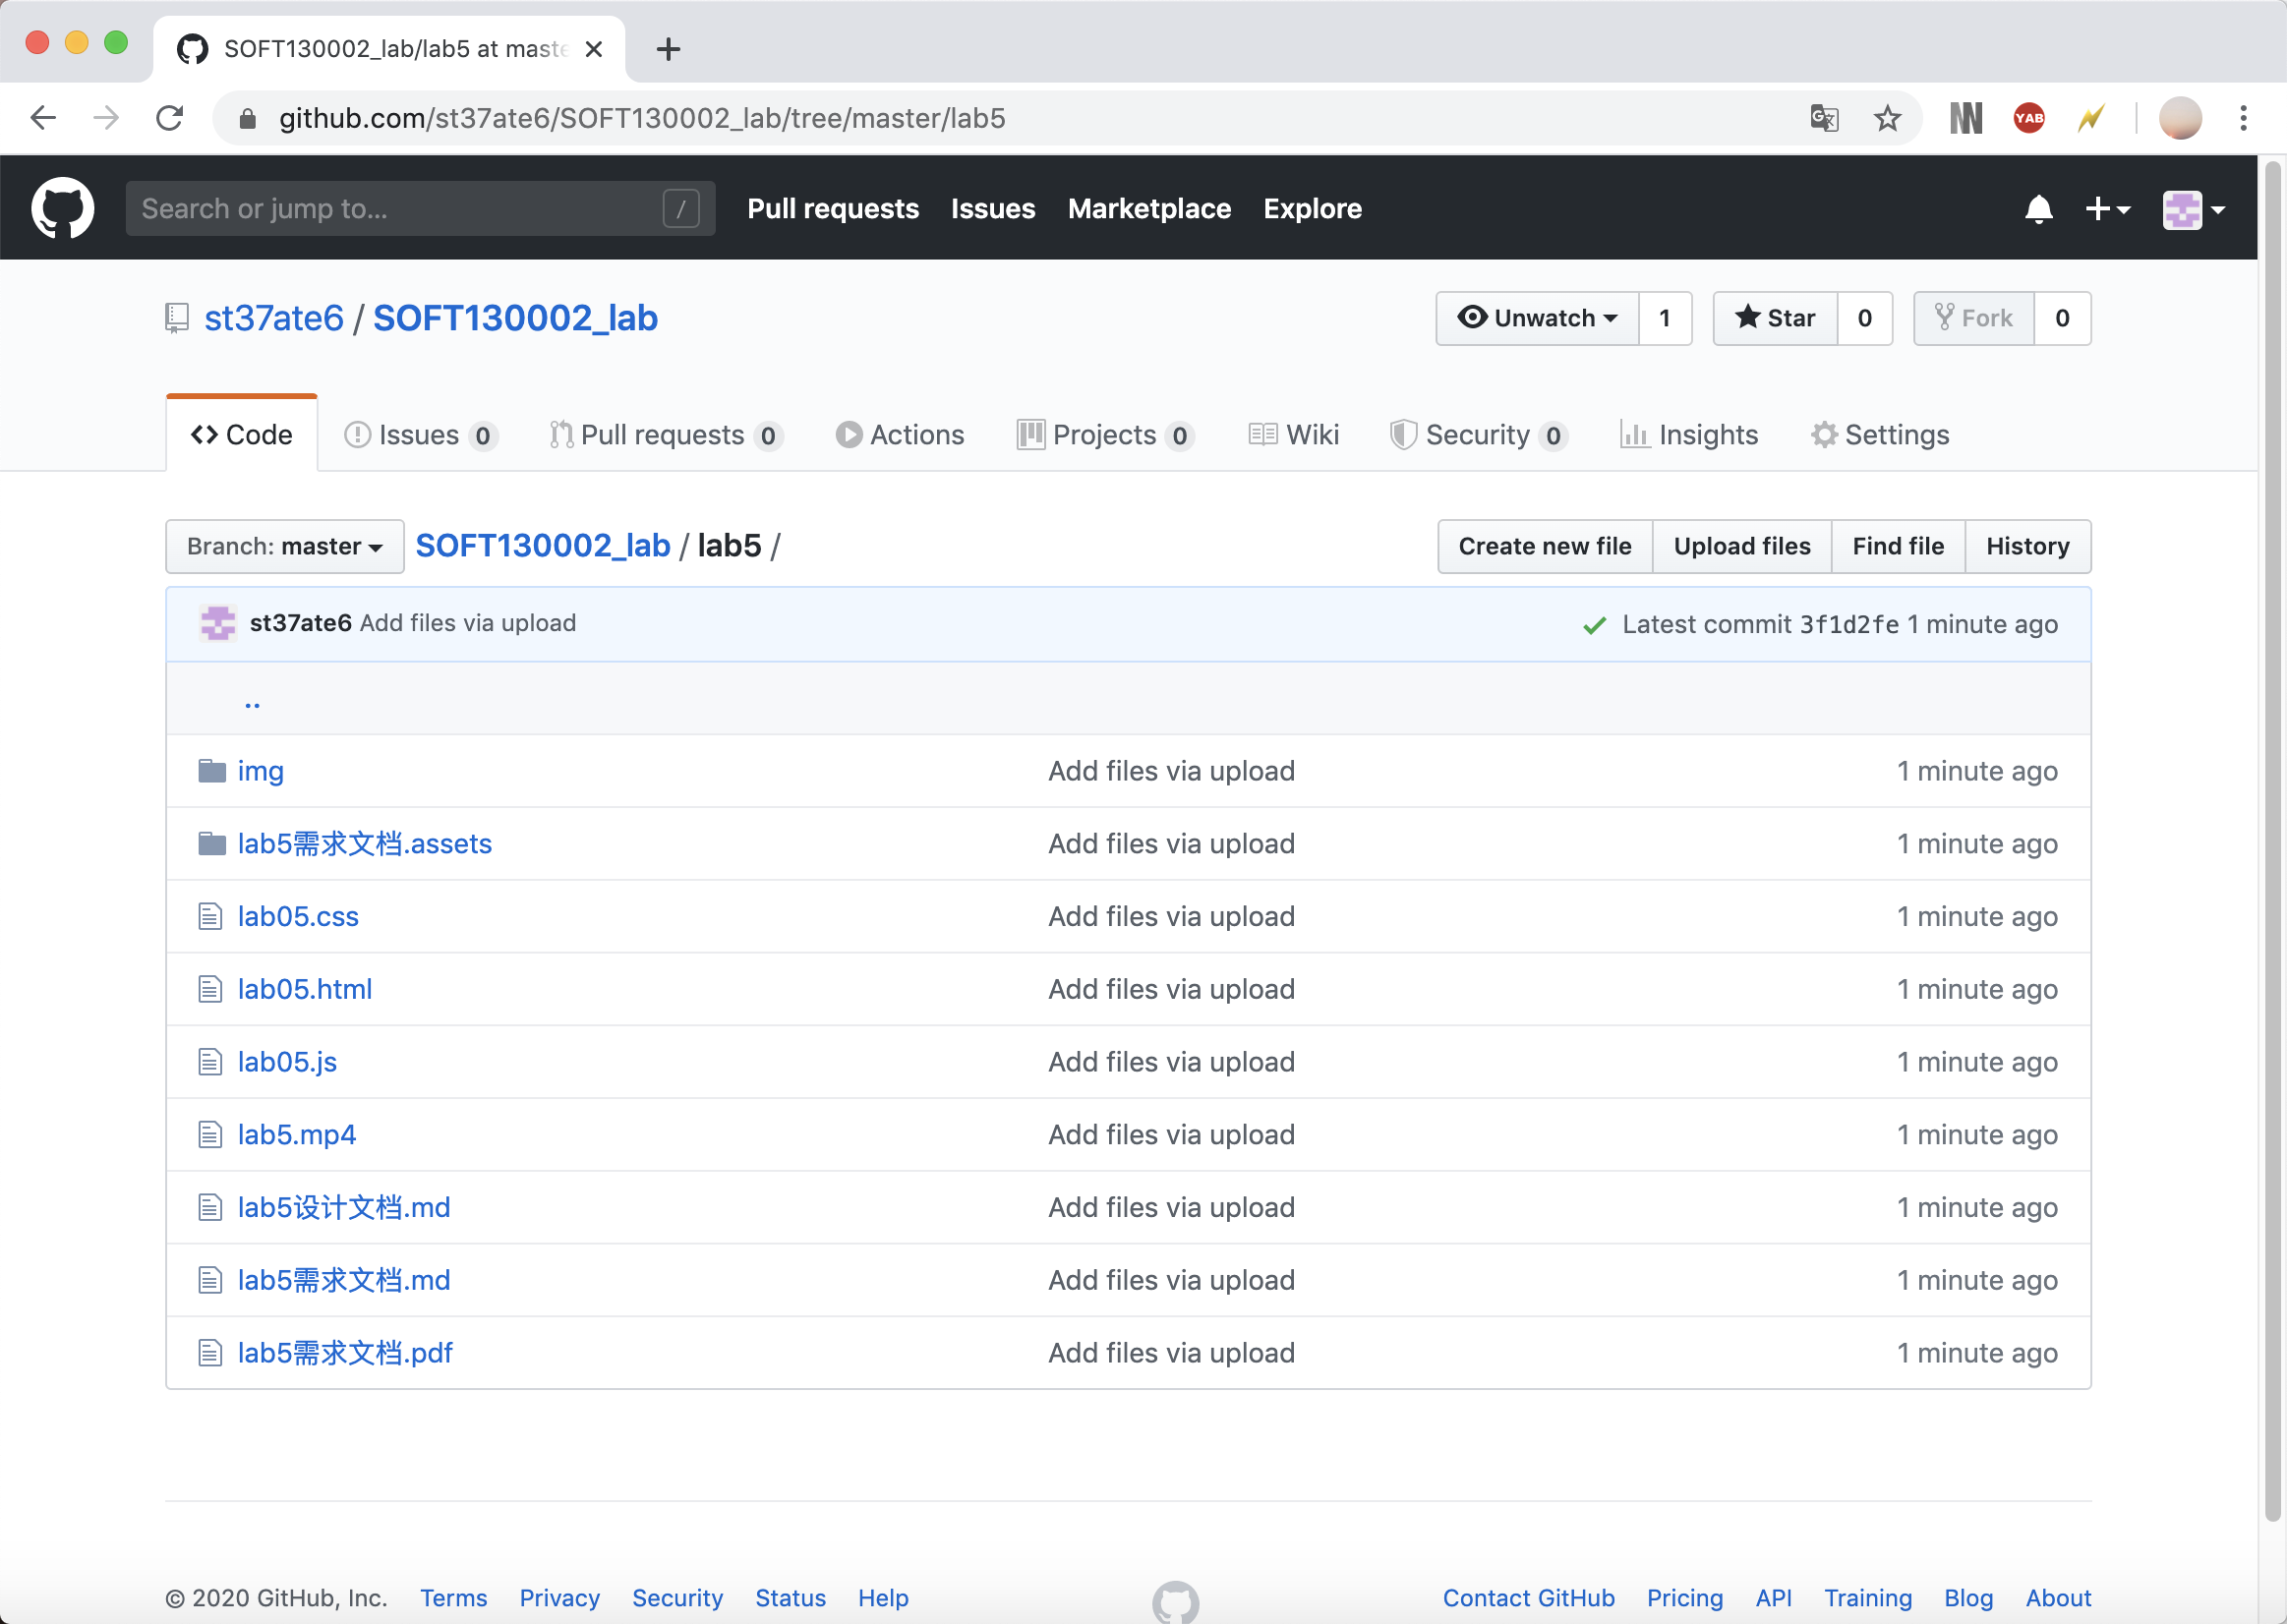 SOFT130002_lab/lab5 at maste
github.com/st37ate6/SOFT130002_lab/tree/master/lab5
YAB
Search or jump to... /
Pull requests Issues Marketplace Explore
st37ate6 / SOFT130002_lab
Unwatch 1 Star 0 Fork 0
Code Issues 0 Pull requests 0 Actions Projects 0 Wiki Security 0 Insights Settings
Branch: master SOFT130002_lab / lab5 /
Create new file Upload files Find file History
st37ate6 Add files via upload Latest commit 3f1d2fe 1 minute ago
..
img Add files via upload 1 minute ago
lab5需求文档.assets Add files via upload 1 minute ago
lab05.css Add files via upload 1 minute ago
lab05.html Add files via upload 1 minute ago
lab05.js Add files via upload 1 minute ago
lab5.mp4 Add files via upload 1 minute ago
lab5设计文档.md Add files via upload 1 minute ago
lab5需求文档.md Add files via upload 1 minute ago
lab5需求文档.pdf Add files via upload 1 minute ago
© 2020 GitHub, Inc. Terms Privacy Security Status Help Contact GitHub Pricing API Training Blog About